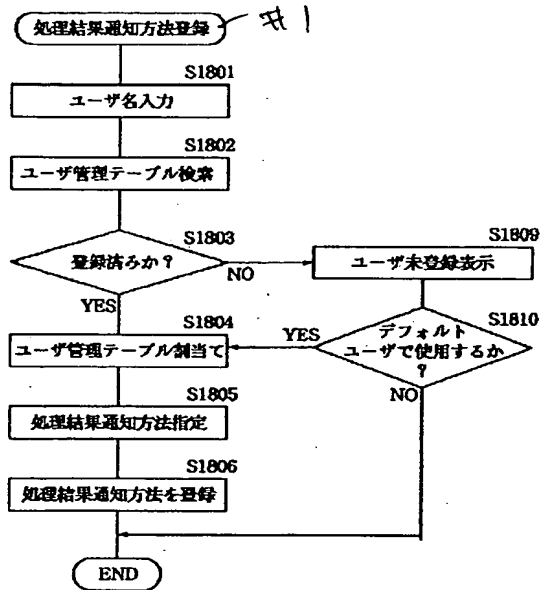 処理結果通知方法登録
#1
S1801
ユーザ名入力
S1802
ユーザ管理テーブル検索
S1803
登録済みか?
NO
YES
S1809
ユーザ未登録表示
S1810
デフォルト
ユーザで使用するか
?
YES
NO
S1804
ユーザ管理テーブル割当て
S1805
処理結果通知方法指定
S1806
処理結果通知方法を登録
END